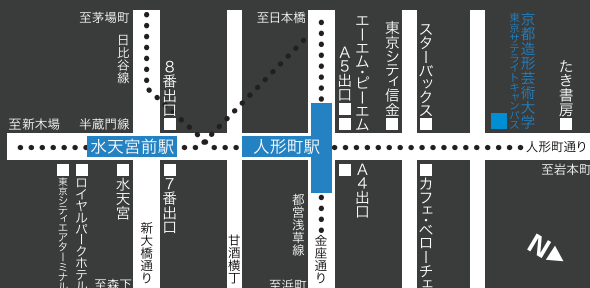 至茅場町
至日本橋
日比谷線
8番出口
A5出口
エーエム・ピーエム
東京シティ信金
スターバックス
東京サテライトキャンパス
京都造形芸術大学
たき書房
至新木場
半蔵門線
水天宮前駅
人形町駅
人形町通り
至岩本町
東京シティエアターミナル
ロイヤルパークホテル
水天宮
7番出口
新大橋通り
甘酒横丁
都営浅草線
金座通り
A4出口
カフェ・ベローチェ
至森下
至浜町
N